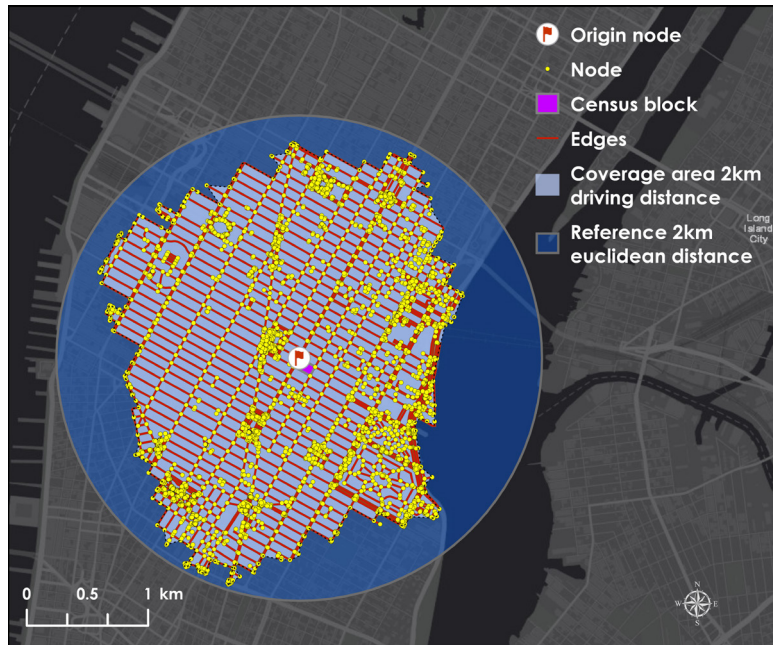 Origin node
Node
Census block
Edges
Coverage area 2km
driving distance
Reference 2km
euclidean distance
Long
Island
City
0 0.5 1 km
N
W E
S